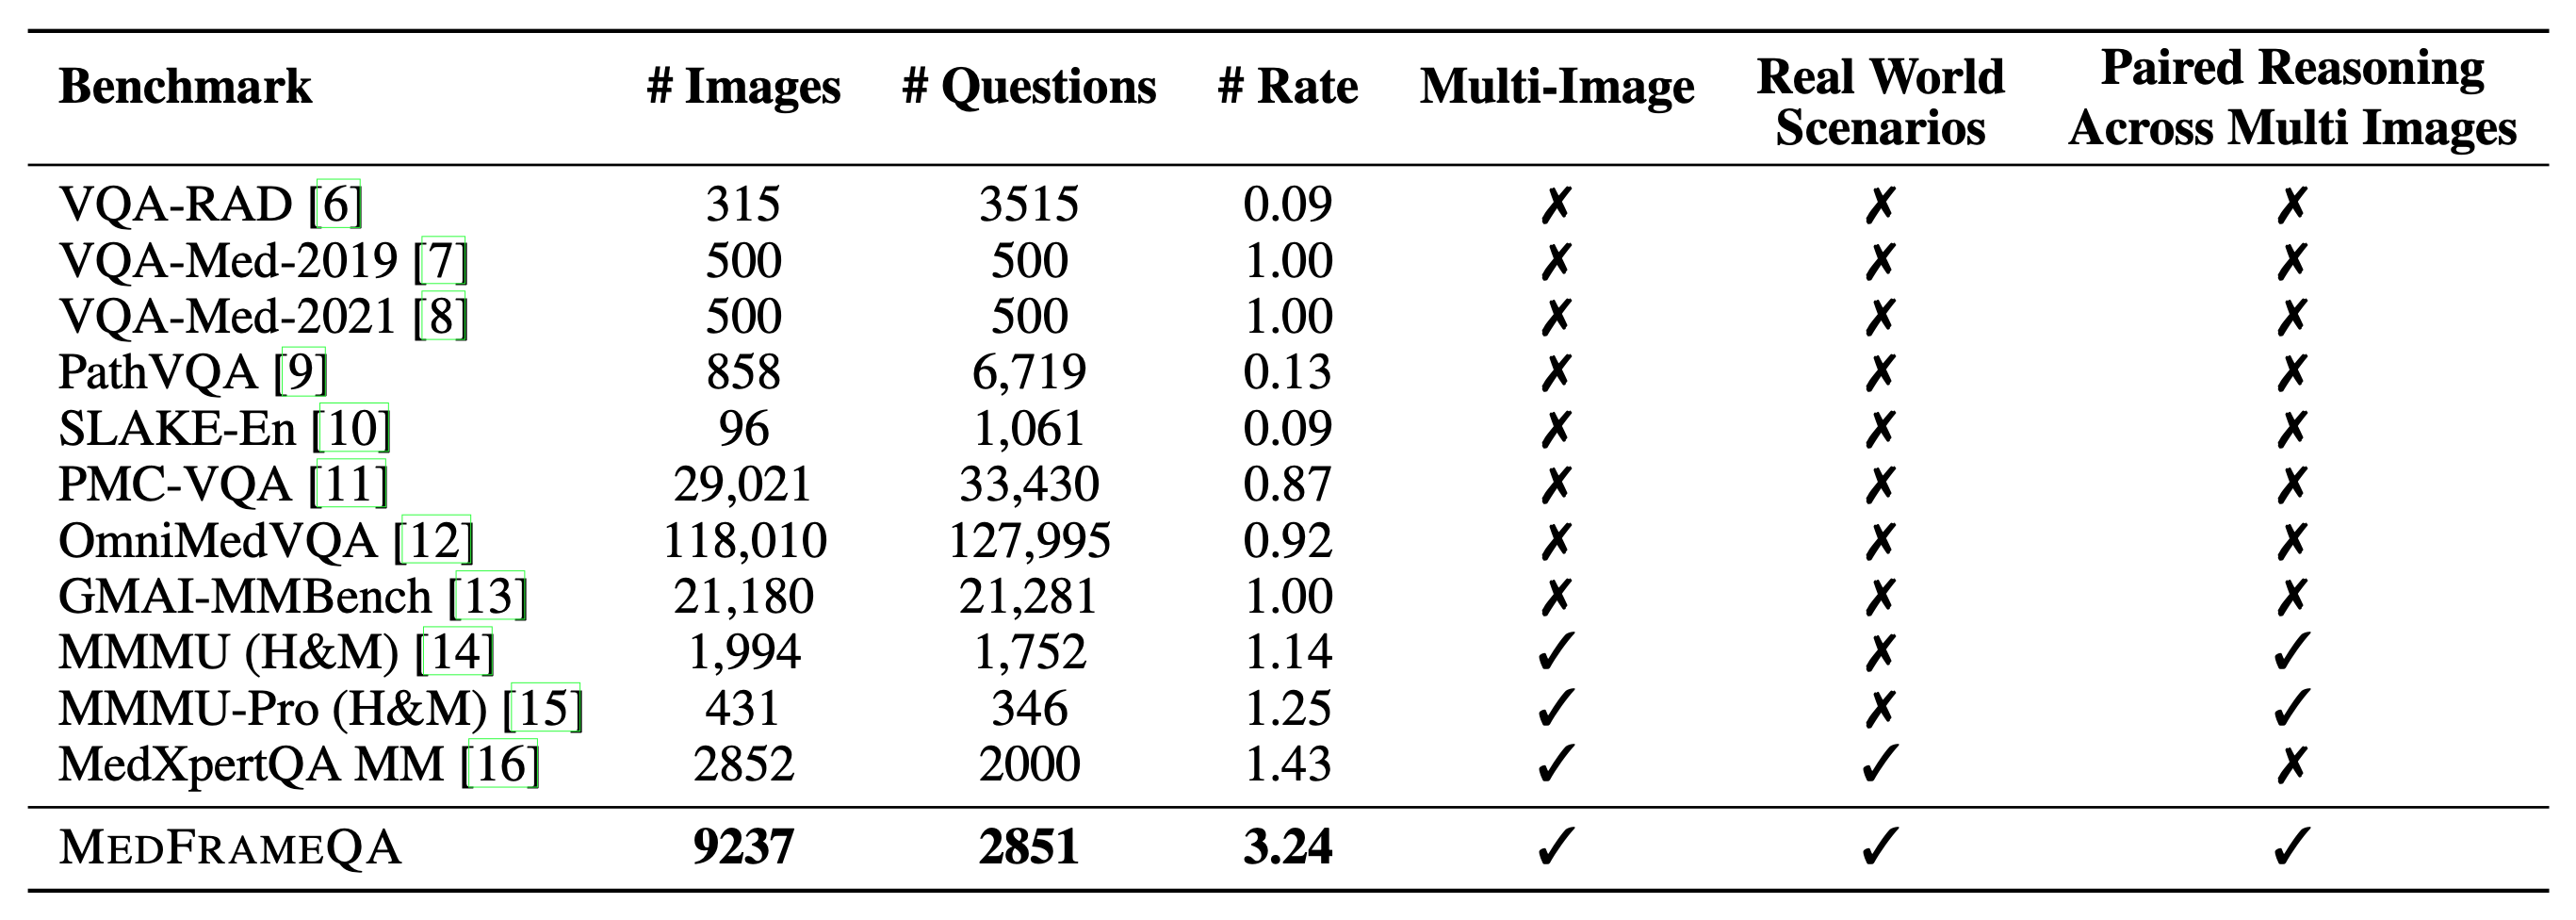 Benchmark # Images # Questions # Rate Multi-Image Real World Scenarios Paired Reasoning Across Multi Images
VQA-RAD [6] 315 3515 0.09 ✗ ✗ ✗
VQA-Med-2019 [7] 500 500 1.00 ✗ ✗ ✗
VQA-Med-2021 [8] 500 500 1.00 ✗ ✗ ✗
PathVQA [9] 858 6,719 0.13 ✗ ✗ ✗
SLAKE-En [10] 96 1,061 0.09 ✗ ✗ ✗
PMC-VQA [11] 29,021 33,430 0.87 ✗ ✗ ✗
OmniMedVQA [12] 118,010 127,995 0.92 ✗ ✗ ✗
GMAI-MMBench [13] 21,180 21,281 1.00 ✗ ✗ ✗
MMMU (H&M) [14] 1,994 1,752 1.14 ✓ ✗ ✓
MMMU-Pro (H&M) [15] 431 346 1.25 ✓ ✗ ✓
MedXpertQA MM [16] 2852 2000 1.43 ✓ ✓ ✗
MEDFRAMEQA 9237 2851 3.24 ✓ ✓ ✓